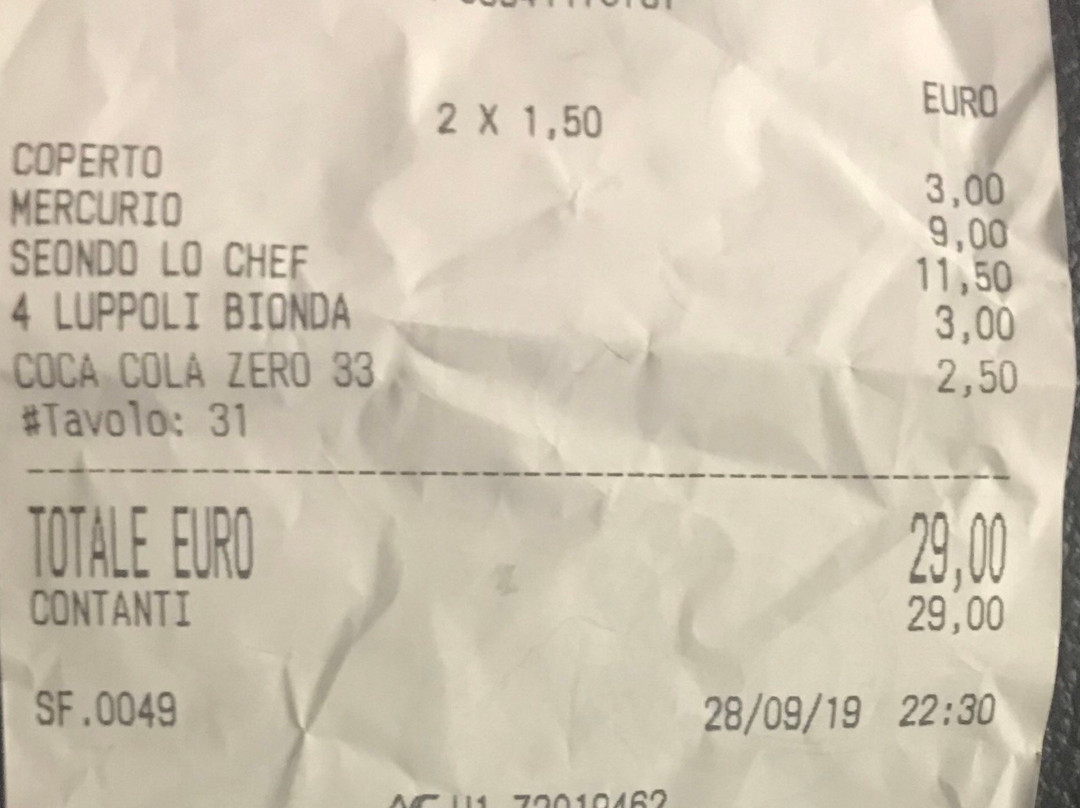 2 X 1,50 EURO
COPERTO 3,00
MERCURIO 9,00
SEONDO LO CHEF 11,50
4 LUPPOLI BIONDA 3,00
COCA COLA ZERO 33 2,50
#Tavolo: 31
TOTALE EURO 29,00
CONTANTI 29,00
SF.0049 28/09/19 22:30